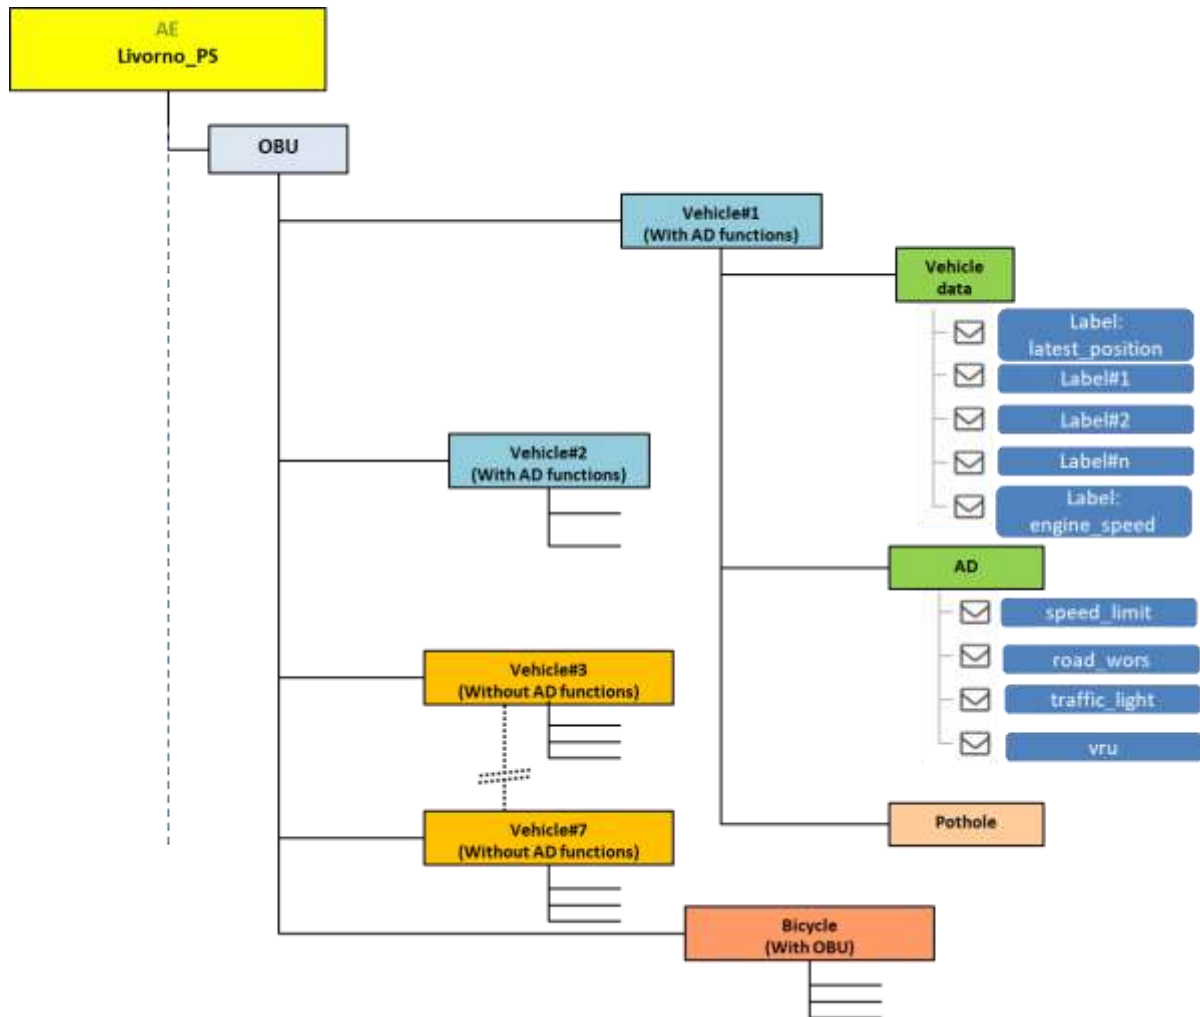 AE
Livorno_PS
OBU
Vehicle#1
(With AD functions)
Vehicle
data
Label:
latest_position
Label#1
Label#2
Label#n
Label:
engine_speed
Vehicle#2
(With AD functions)
AD
speed_limit
road_wors
traffic_light
vru
Vehicle#3
(Without AD functions)
Vehicle#7
(Without AD functions)
Pothole
Bicycle
(With OBU)